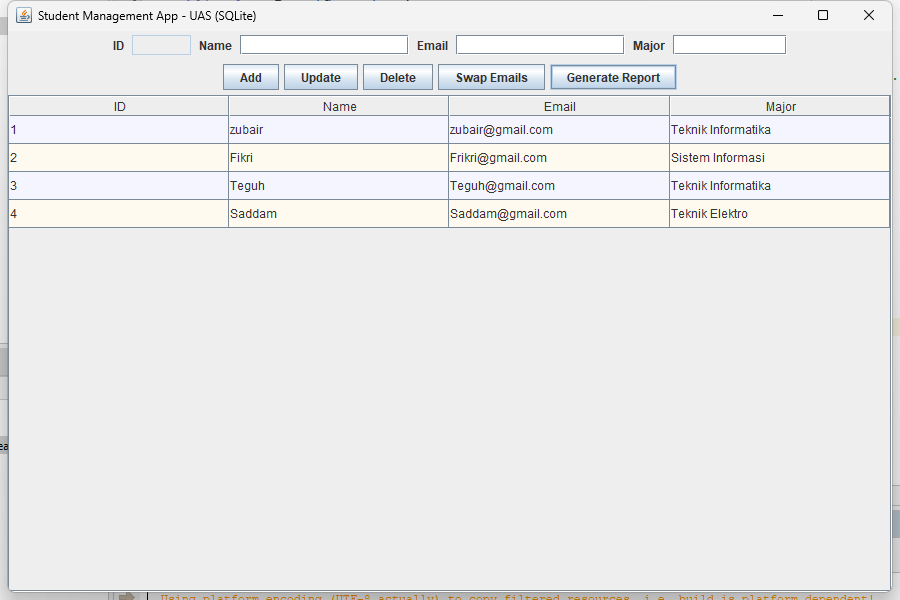 Student Management App - UAS (SQLite)
ID Name Email Major
Add Update Delete Swap Emails Generate Report
ID Name Email Major
1 zubair zubair@gmail.com Teknik Informatika
2 Fikri Frikri@gmail.com Sistem Informasi
3 Teguh Teguh@gmail.com Teknik Informatika
4 Saddam Saddam@gmail.com Teknik Elektro
ea
Using platform encoding (UTF-8 actually) to copy filtered resources, i.e. build is platform dependent!